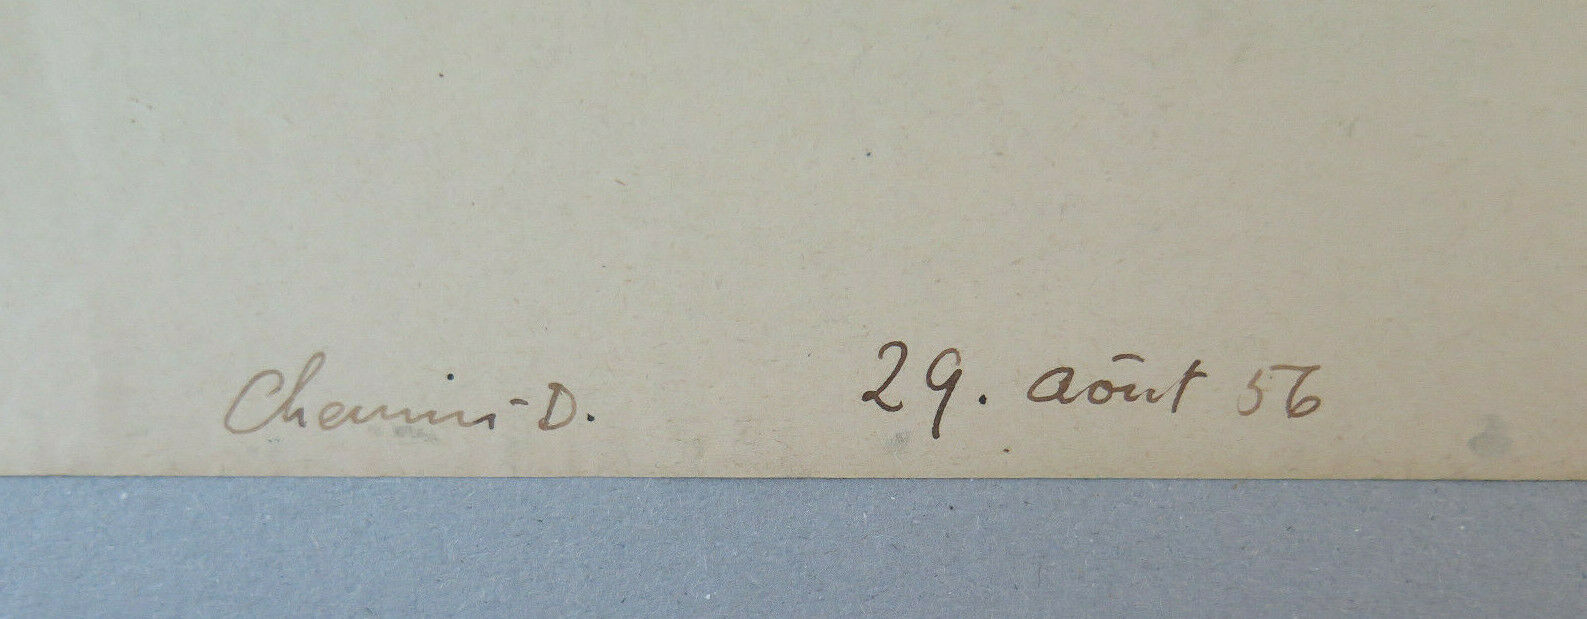 Chemin-D. 29. août 56